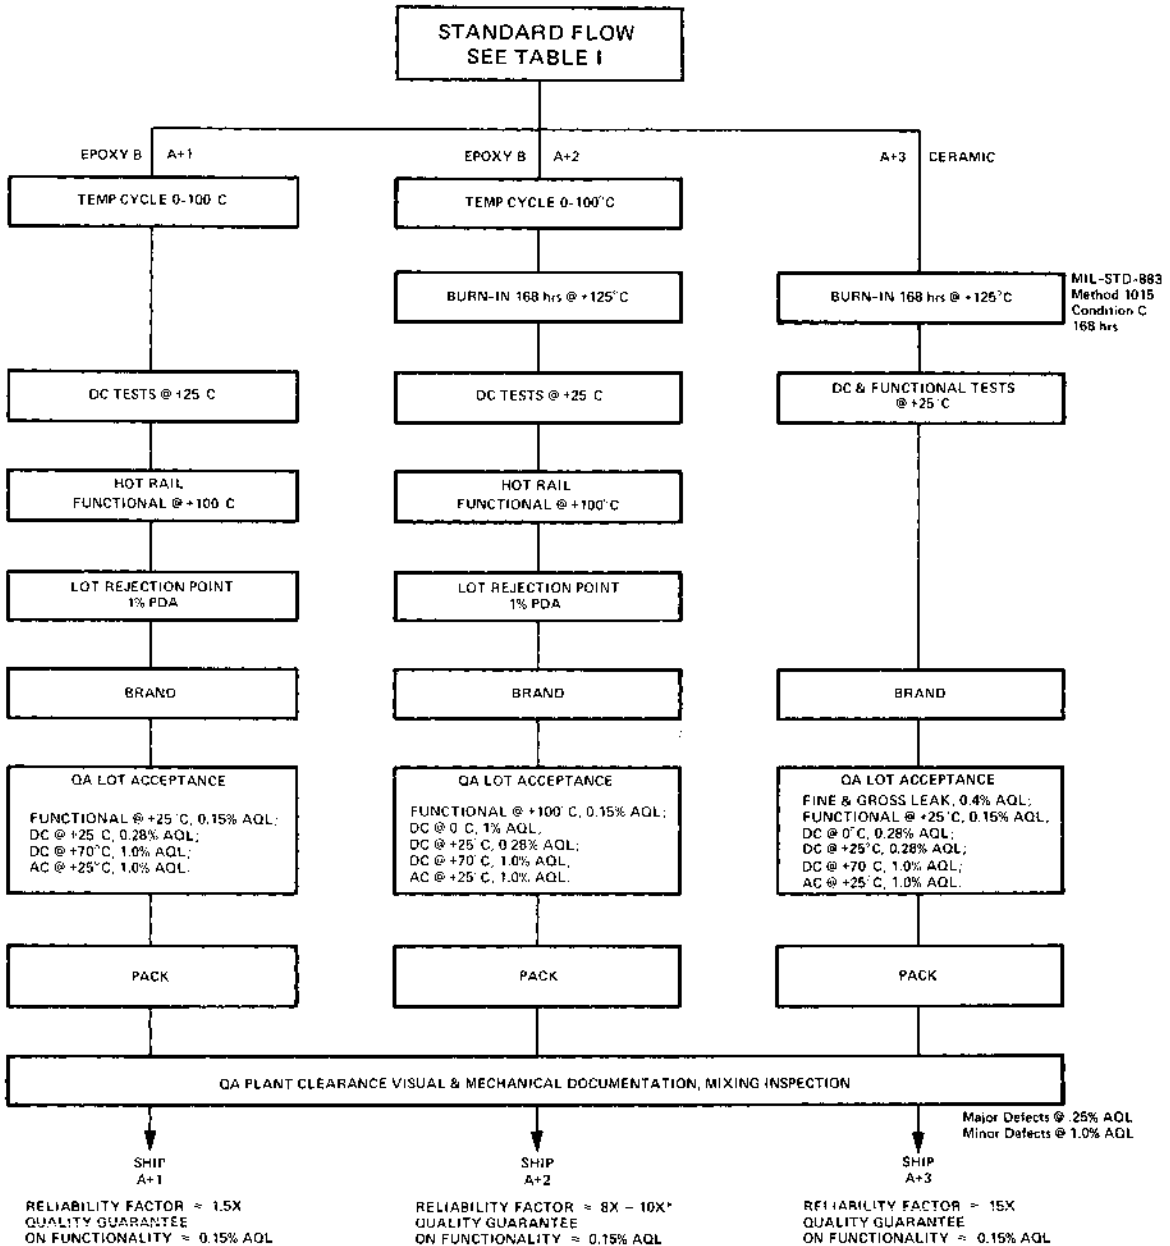 STANDARD FLOW
SEE TABLE I
EPOXY B A+1
EPOXY B A+2
A+3 CERAMIC
TEMP CYCLE 0-100°C
TEMP CYCLE 0-100°C
BURN-IN 168 hrs @ +125°C
BURN-IN 168 hrs @ +125°C
MIL-STD-883
Method 1015
Condition C
168 hrs
DC TESTS @ +25°C
DC TESTS @ +25°C
DC & FUNCTIONAL TESTS
@ +25°C
HOT RAIL
FUNCTIONAL @ +100°C
HOT RAIL
FUNCTIONAL @ +100°C
LOT REJECTION POINT
1% PDA
LOT REJECTION POINT
1% PDA
BRAND
BRAND
BRAND
QA LOT ACCEPTANCE
FUNCTIONAL @ +25°C, 0.15% AQL;
DC @ +25°C, 0.28% AQL;
DC @ +70°C, 1.0% AQL;
AC @ +25°C, 1.0% AQL.
QA LOT ACCEPTANCE
FUNCTIONAL @ +100°C, 0.15% AQL;
DC @ 0°C, 1% AQL,
DC @ +25°C, 0.28% AQL;
DC @ +70°C, 1.0% AQL,
AC @ +25°C, 1.0% AQL.
QA LOT ACCEPTANCE
FINE & GROSS LEAK, 0.4% AQL;
FUNCTIONAL @ +25°C, 0.15% AQL,
DC @ 0°C, 0.28% AQL;
DC @ +25°C, 0.28% AQL;
DC @ +70°C, 1.0% AQL;
AC @ +25°C, 1.0% AQL.
PACK
PACK
PACK
QA PLANT CLEARANCE VISUAL & MECHANICAL DOCUMENTATION, MIXING INSPECTION
Major Defects @ .25% AQL
Minor Defects @ 1.0% AQL
SHIP
A+1
SHIP
A+2
SHIP
A+3
RELIABILITY FACTOR = 1.5X
QUALITY GUARANTEE
ON FUNCTIONALITY = 0.15% AQL
RELIABILITY FACTOR = 8X – 10X*
QUALITY GUARANTEE
ON FUNCTIONALITY = 0.15% AQL
RELIABILITY FACTOR = 15X
QUALITY GUARANTEE
ON FUNCTIONALITY = 0.15% AQL